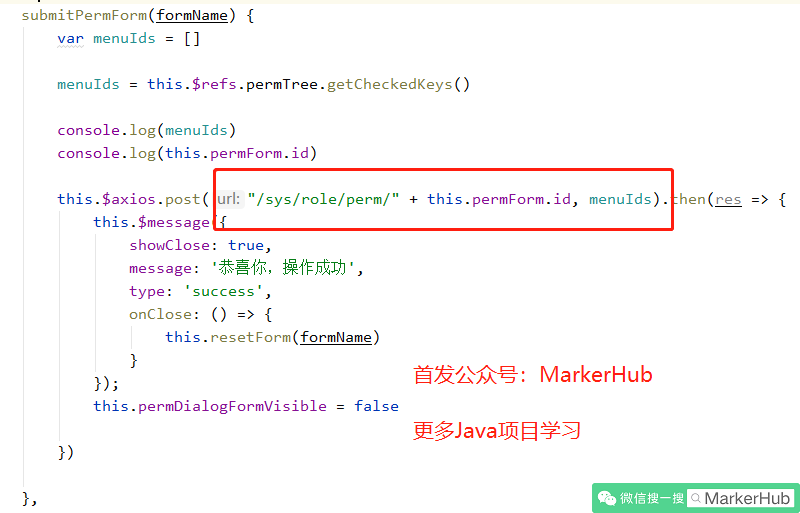 submitPermForm(formName) {
var menuIds = []
menuIds = this.$refs.permTree.getCheckedKeys()
console.log(menuIds)
console.log(this.permForm.id)
this.$axios.post( url: "/sys/role/perm/" + this.permForm.id, menuIds).then(res => {
this.$message({
showClose: true,
message: '恭喜你，操作成功',
type: 'success',
onClose: () => {
this.resetForm(formName)
}
});
this.permDialogFormVisible = false
})
},
首发公众号：MarkerHub
更多Java项目学习
微信搜一搜 MarkerHub